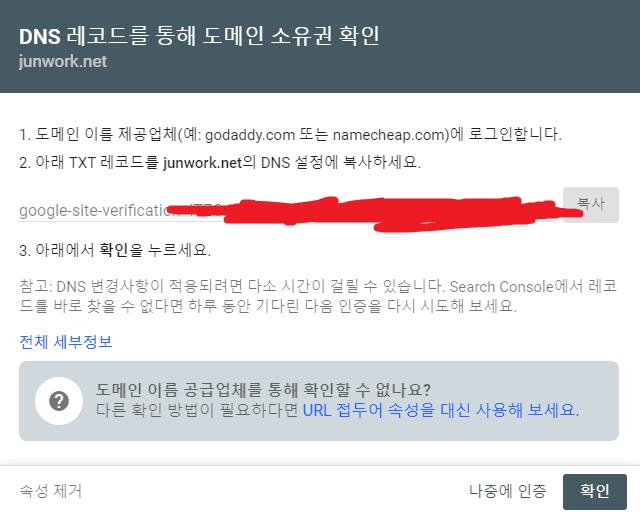 DNS 레코드를 통해 도메인 소유권 확인
junwork.net
1. 도메인 이름 제공업체(예: godaddy.com 또는 namecheap.com)에 로그인합니다.
2. 아래 TXT 레코드를 junwork.net의 DNS 설정에 복사하세요.
google-site-verification
복사
3. 아래에서 확인을 누르세요.
참고: DNS 변경사항이 적용되려면 다소 시간이 걸릴 수 있습니다. Search Console에서 레코
드를 바로 찾을 수 없다면 하루 동안 기다린 다음 인증을 다시 시도해 보세요.
전체 세부정보
도메인 이름 공급업체를 통해 확인할 수 없나요?
다른 확인 방법이 필요하다면 URL 접두어 속성을 대신 사용해 보세요.
속성 제거
나중에 인증
확인